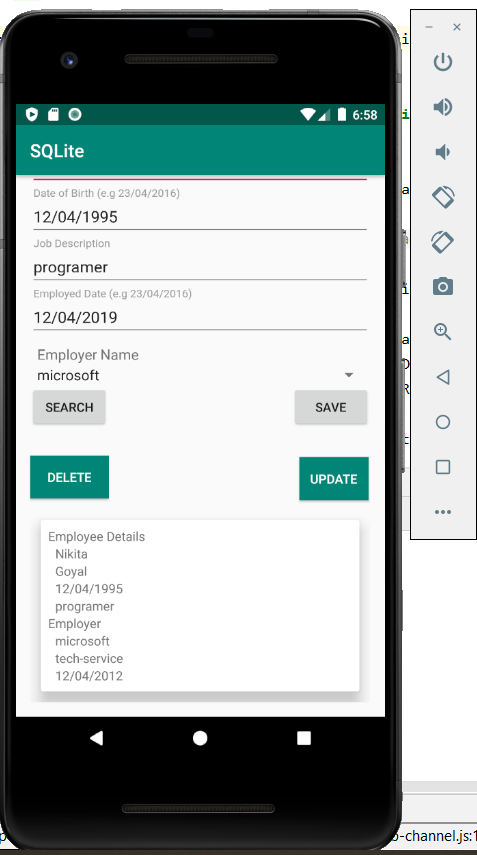 6:58
SQLite
Date of Birth (e.g 23/04/2016)
12/04/1995
Job Description
programer
Employed Date (e.g 23/04/2016)
12/04/2019
Employer Name
microsoft
SEARCH
SAVE
DELETE
UPDATE
Employee Details
Nikita
Goyal
12/04/1995
programer
Employer
microsoft
tech-service
12/04/2012
o-channel.js:1